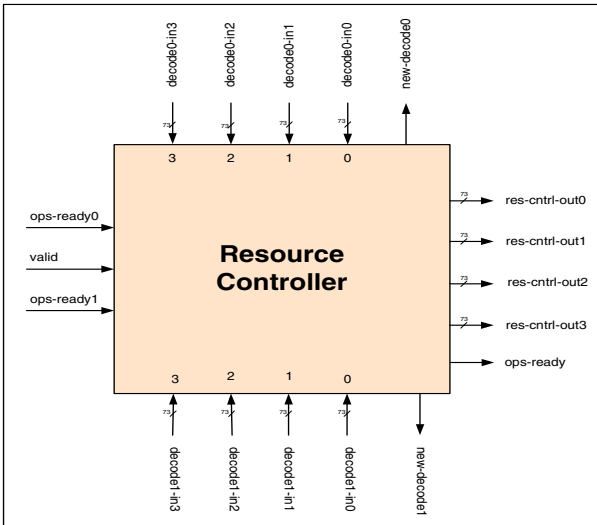 decode0-in3
decode0-in2
decode0-in1
decode0-in0
new-decode0
73
73
73
73
3 2 1 0
ops-ready0
valid
ops-ready1
Resource
Controller
73
res-cntrl-out0
73
res-cntrl-out1
73
res-cntrl-out2
73
res-cntrl-out3
ops-ready
3 2 1 0
73
73
73
73
decode1-in3
decode1-in2
decode1-in1
decode1-in0
new-decode1